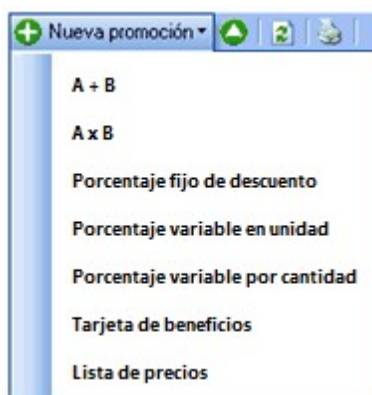 Nueva promoción
A + B
A x B
Porcentaje fijo de descuento
Porcentaje variable en unidad
Porcentaje variable por cantidad
Tarjeta de beneficios
Lista de precios